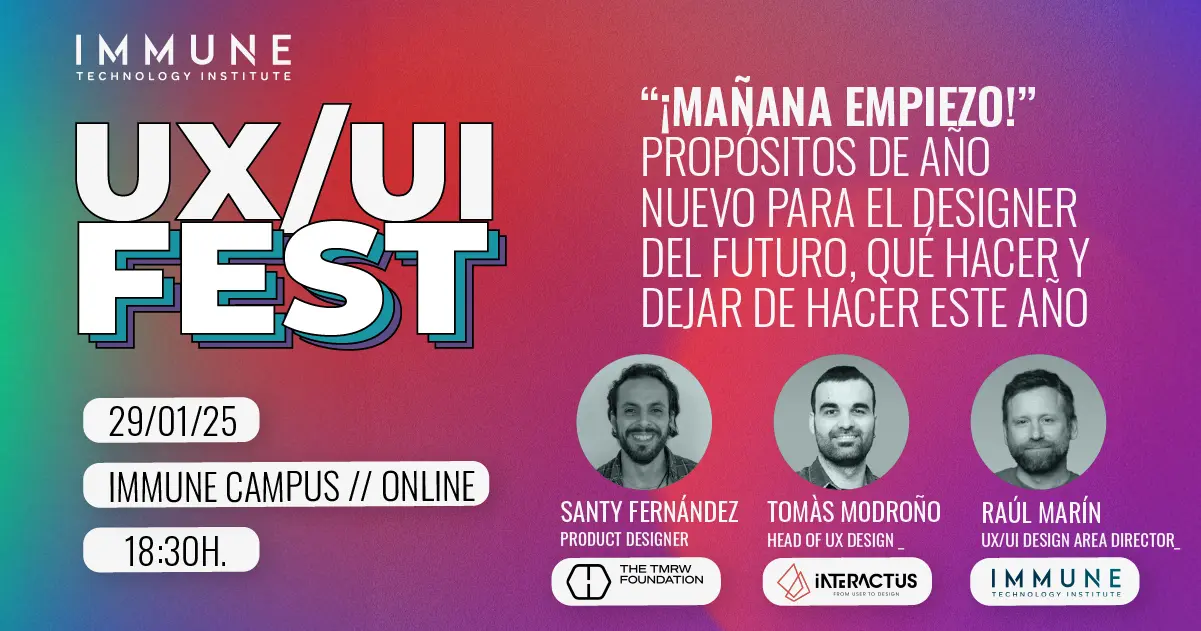 IMMUNE
TECHNOLOGY INSTITUTE
UX/UI
FEST
29/01/25
IMMUNE CAMPUS // ONLINE
18:30H.
“¡MAÑANA EMPIEZO!”
PROPÓSITOS DE AÑO
NUEVO PARA EL DESIGNER
DEL FUTURO, QUÉ HACER Y
DEJAR DE HACER ESTE AÑO
SANTY FERNÁNDEZ
PRODUCT DESIGNER
THE TMRW
FOUNDATION
TOMÀS MODROÑO
HEAD OF UX DESIGN _
iNTERACTUS
FROM USER TO DESIGN
RAÚL MARÍN
UX/UI DESIGN AREA DIRECTOR_
IMMUNE
TECHNOLOGY INSTITUTE